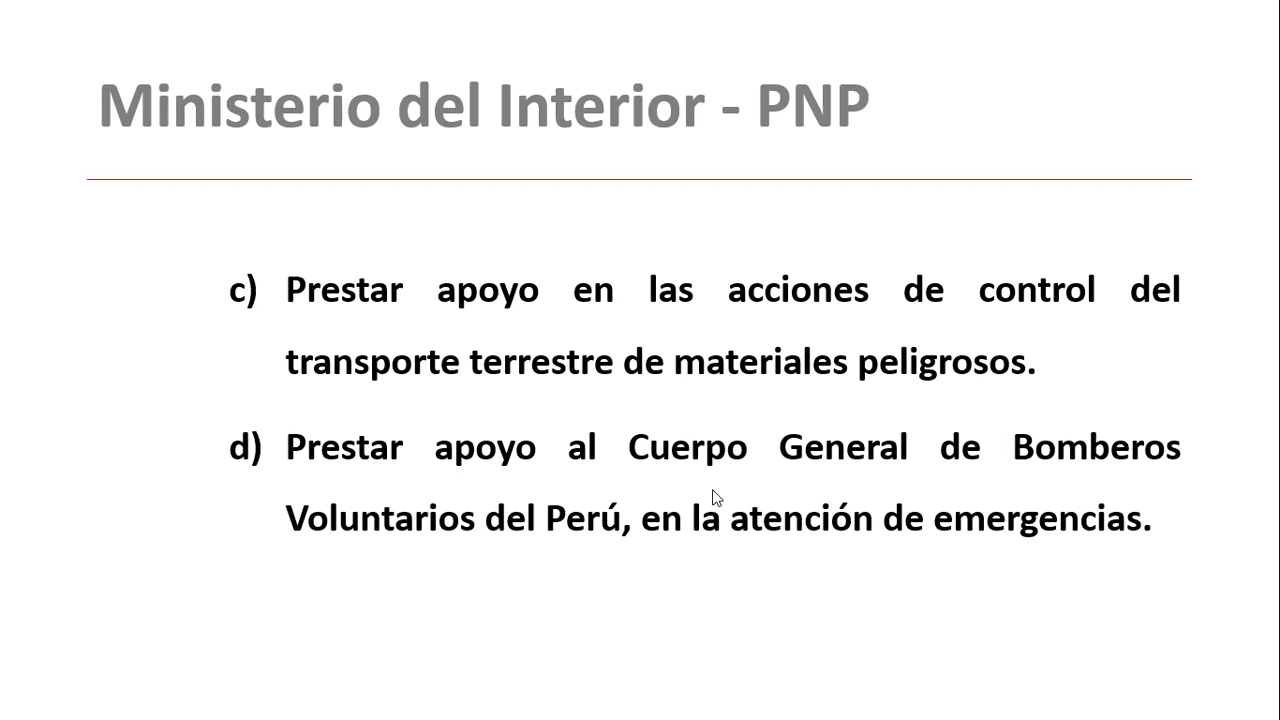 Ministerio del Interior - PNP
c) Prestar apoyo en las acciones de control del
transporte terrestre de materiales peligrosos.
d) Prestar apoyo al Cuerpo General de Bomberos
Voluntarios del Perú, en la atención de emergencias.